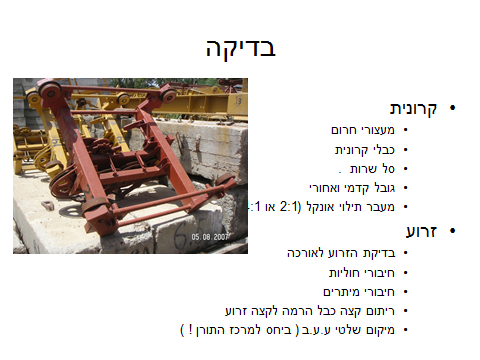 בדיקה
קרונית
מעצורי חרום
כבלי קרונית
סל שרות .
גובל קדמי ואחורי
מעבר תילוי אונקל (2:1 או 4:1
זרוע
בדיקת הזרוע לאורכה
חיבורי חוליות
חיבורי מיתרים
ריתום קצה כבל הרמה לקצה זרוע
מיקום שלטי ע.ע.ב ( ביחס למרכז התורן ! )
05.08.2007